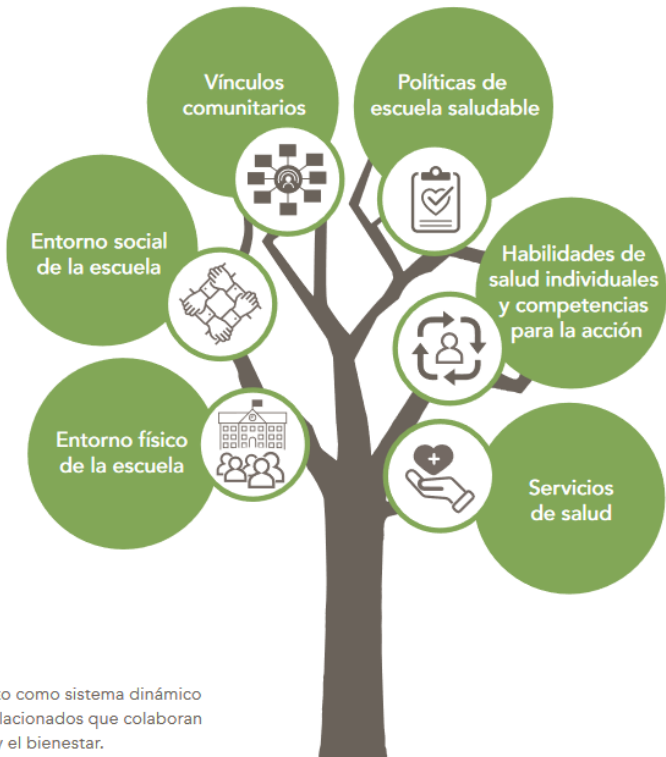 Vínculos
comunitarios
Políticas de
escuela saludable
Entorno social
de la escuela
Habilidades de
salud individuales
y competencias
para la acción
Entorno físico
de la escuela
Servicios
de salud
como sistema dinámico
que colaboran
y el bienestar.